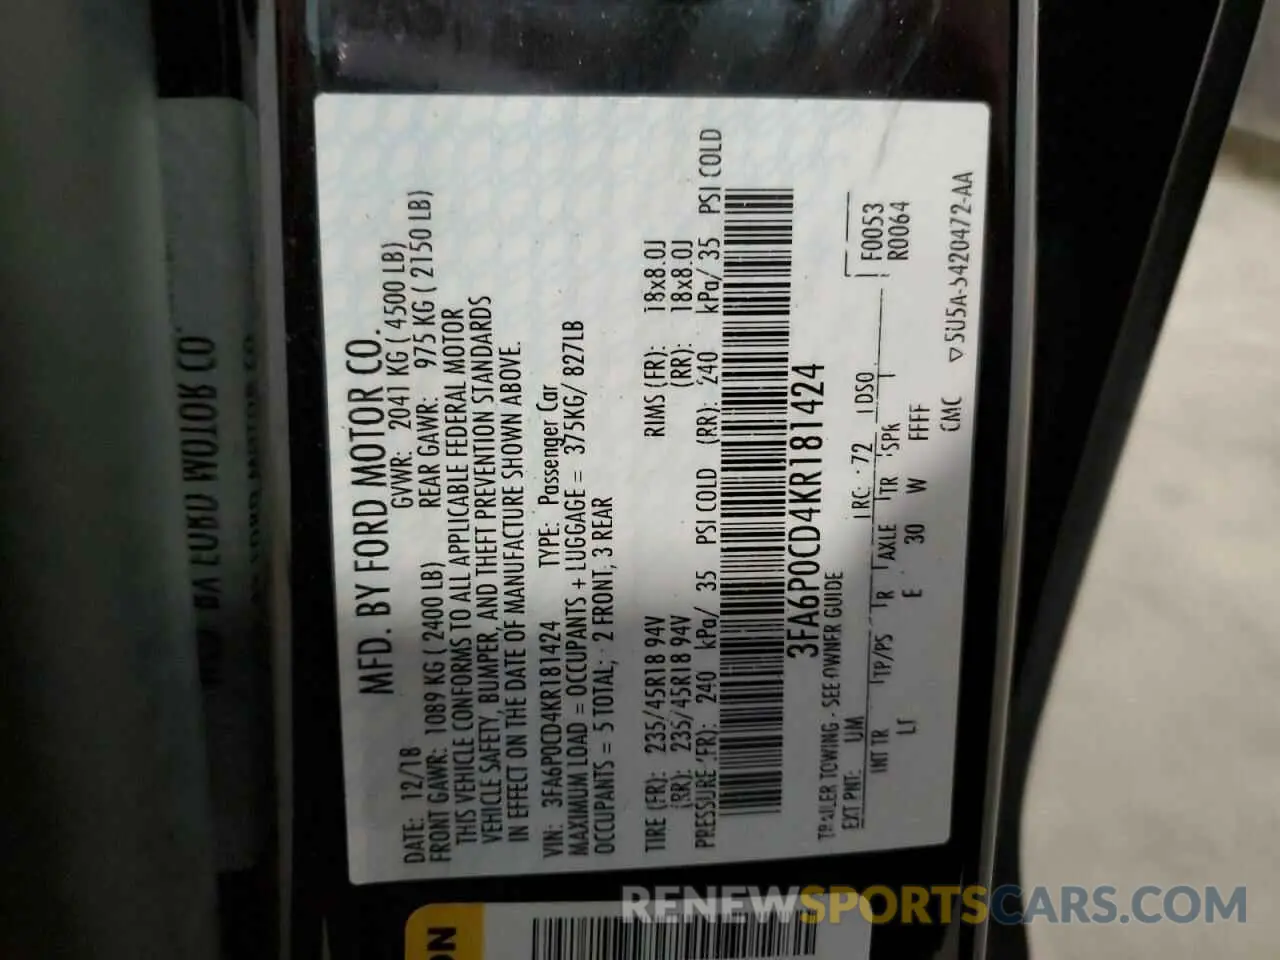 MFD. BY FORD MOTOR CO.
DATE: 12/18 GVWR: 2041 KG ( 4500 LB)
FRONT GAWR: 1089 KG ( 2400 LB) REAR GAWR: 975 KG ( 2150 LB)
THIS VEHICLE CONFORMS TO ALL APPLICABLE FEDERAL MOTOR
VEHICLE SAFETY, BUMPER, AND THEFT PREVENTION STANDARDS
IN EFFECT ON THE DATE OF MANUFACTURE SHOWN ABOVE.
VIN: 3FA6P0CD4KR181424 TYPE: Passenger Car
MAXIMUM LOAD = OCCUPANTS + LUGGAGE = 375KG/ 827LB
OCCUPANTS = 5 TOTAL; 2 FRONT, 3 REAR
TIRE (FR): 235/45R18 94V RIMS (FR): 18x8.0J
(RR): 235/45R18 94V (RR): 18x8.0J
PRESSURE (FR): 240 kPa/ 35 PSI COLD (RR): 240 kPa/ 35 PSI COLD
3FA6P0CD4KR181424
TRAILER TOWING - SEE OWNER GUIDE
EXT PNT: UM RC: 72 DSO F0053
INT TR TP/PS R AXLE TR SPR R0064
E 30 W FFFF
CMC 5U5A-5420472-AA
ON
RENEWSPORTSCARS.COM